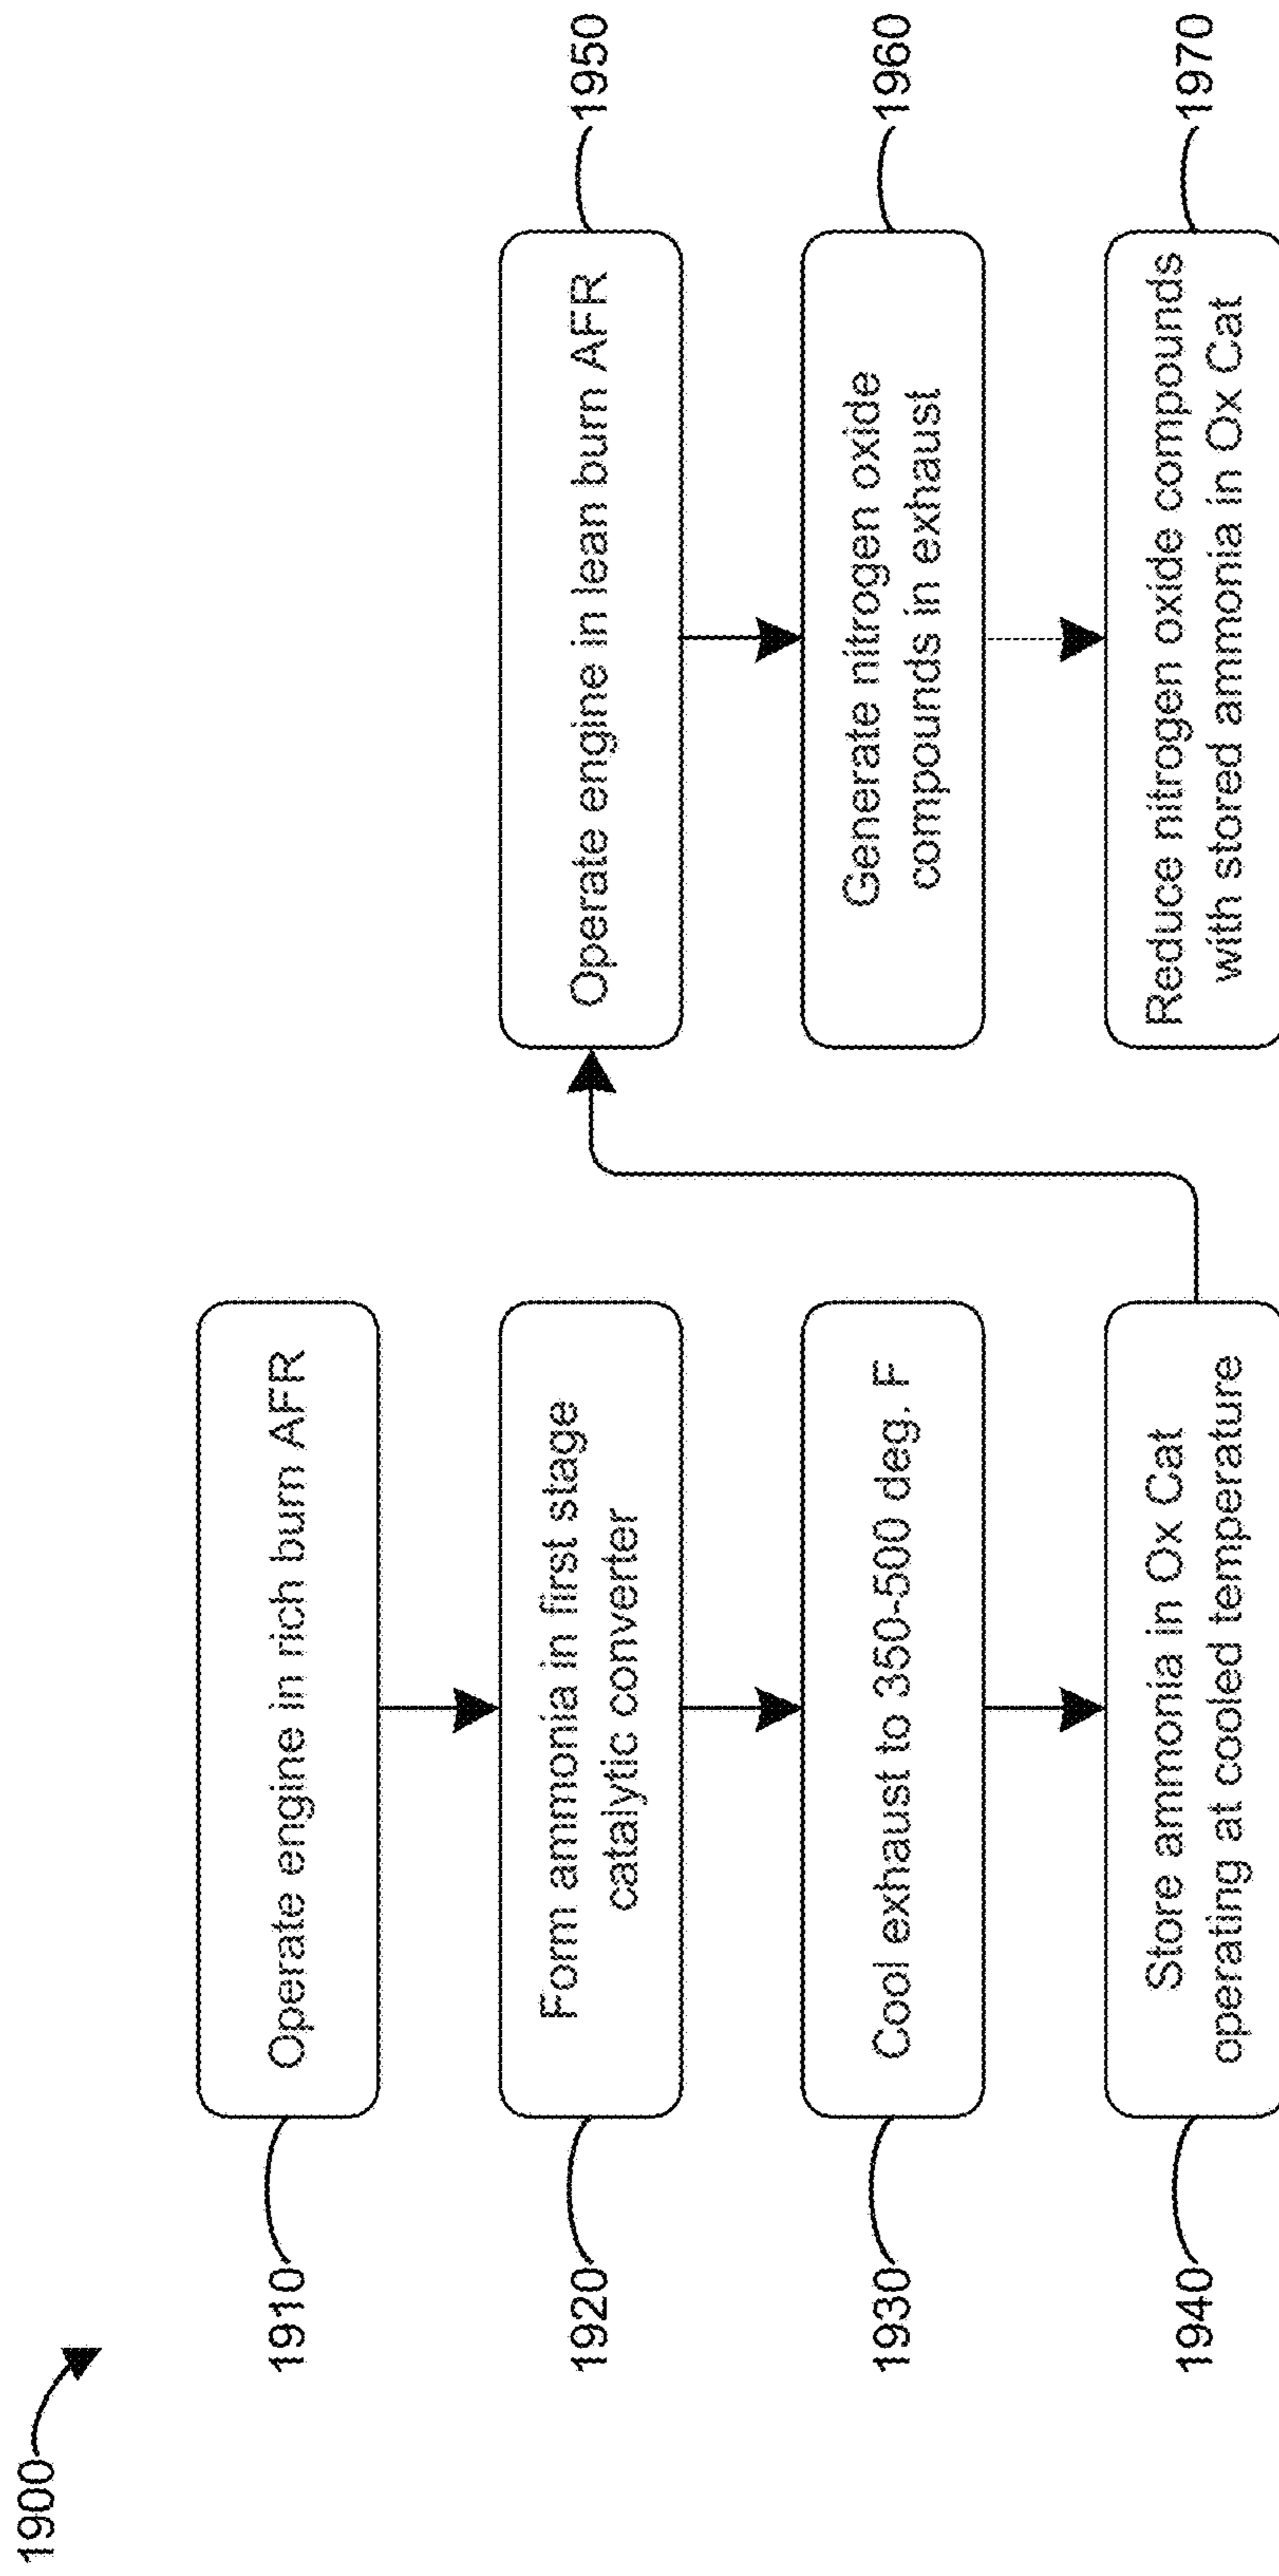 1900
1910
Operate engine in rich burn AFR
1920
Form ammonia in first stage
catalytic converter
1930
Cool exhaust to 350-500 deg. F
1940
Store ammonia in Ox Cat
operating at cooled temperature
Operate engine in lean burn AFR
1950
Generate nitrogen oxide
compounds in exhaust
1960
Reduce nitrogen oxide compounds
with stored ammonia in Ox Cat
1970